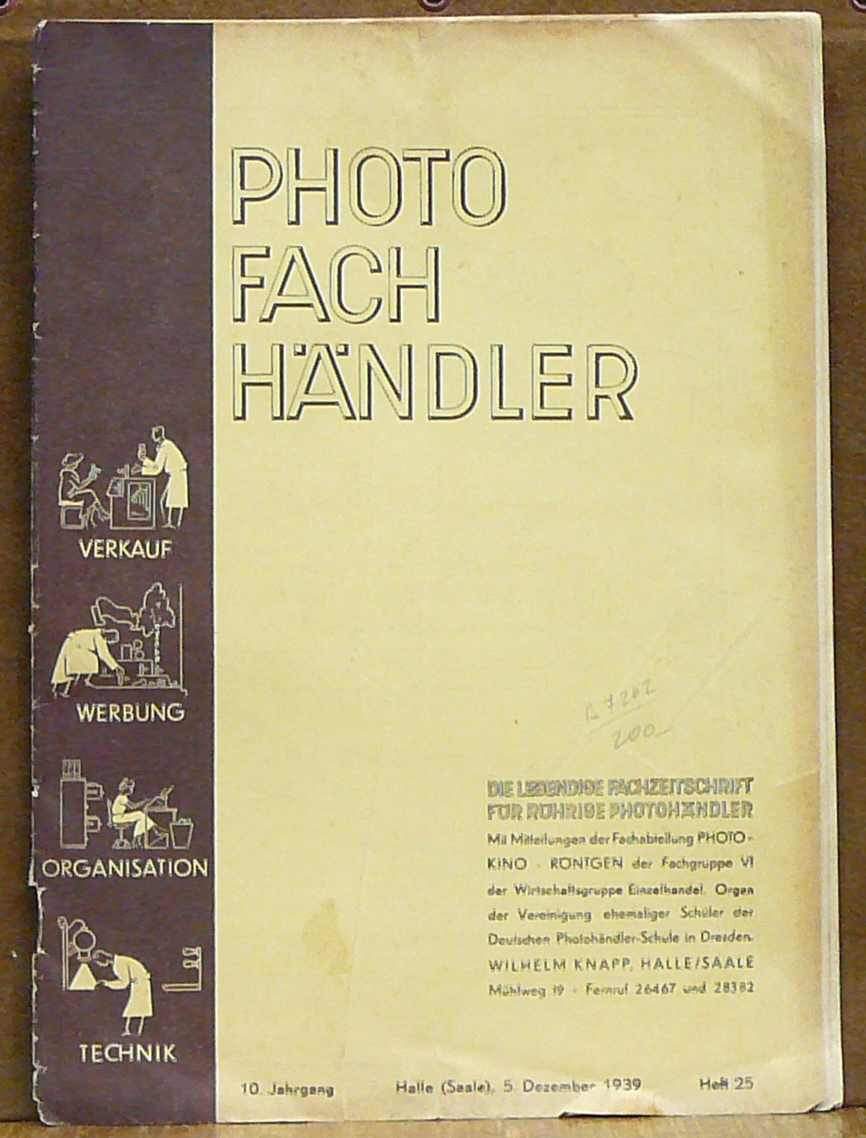 PHOTO
FACH
HÄNDLER
VERKAUF
WERBUNG
ORGANISATION
TECHNIK
200
DIE LEBENDIGE FACHZEITSCHRIFT
FÜR RÜHRIGE PHOTOHÄNDLER
Mit Mitteilungen der Fachabteilung PHOTO-
KINO - RÖNTGEN der Fachgruppe VI
der Wirtschaftsgruppe Einzelhandel. Organ
der Vereinigung ehemaliger Schüler der
Deutschen Photohändler-Schule in Dresden.
WILHELM KNAPP, HALLE/SAALE
Mühlweg 19 - Fernruf 26467 und 28382
10. Jahrgang Halle (Saale), 5. Dezember 1939 Heft 25